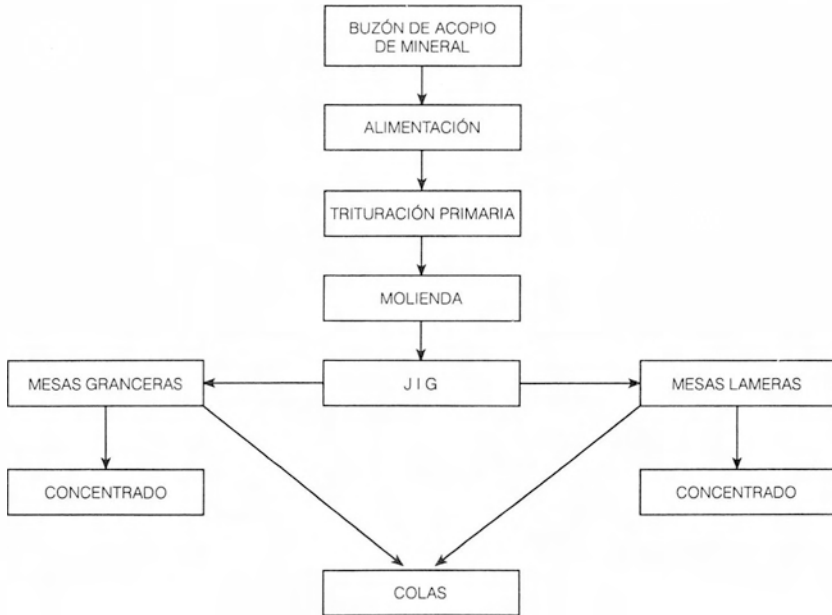 BUZÓN DE ACOPIO
DE MINERAL
ALIMENTACIÓN
TRITURACIÓN PRIMARIA
MOLIENDA
MESAS GRANCERAS
J I G
MESAS LAMERAS
CONCENTRADO
CONCENTRADO
COLAS